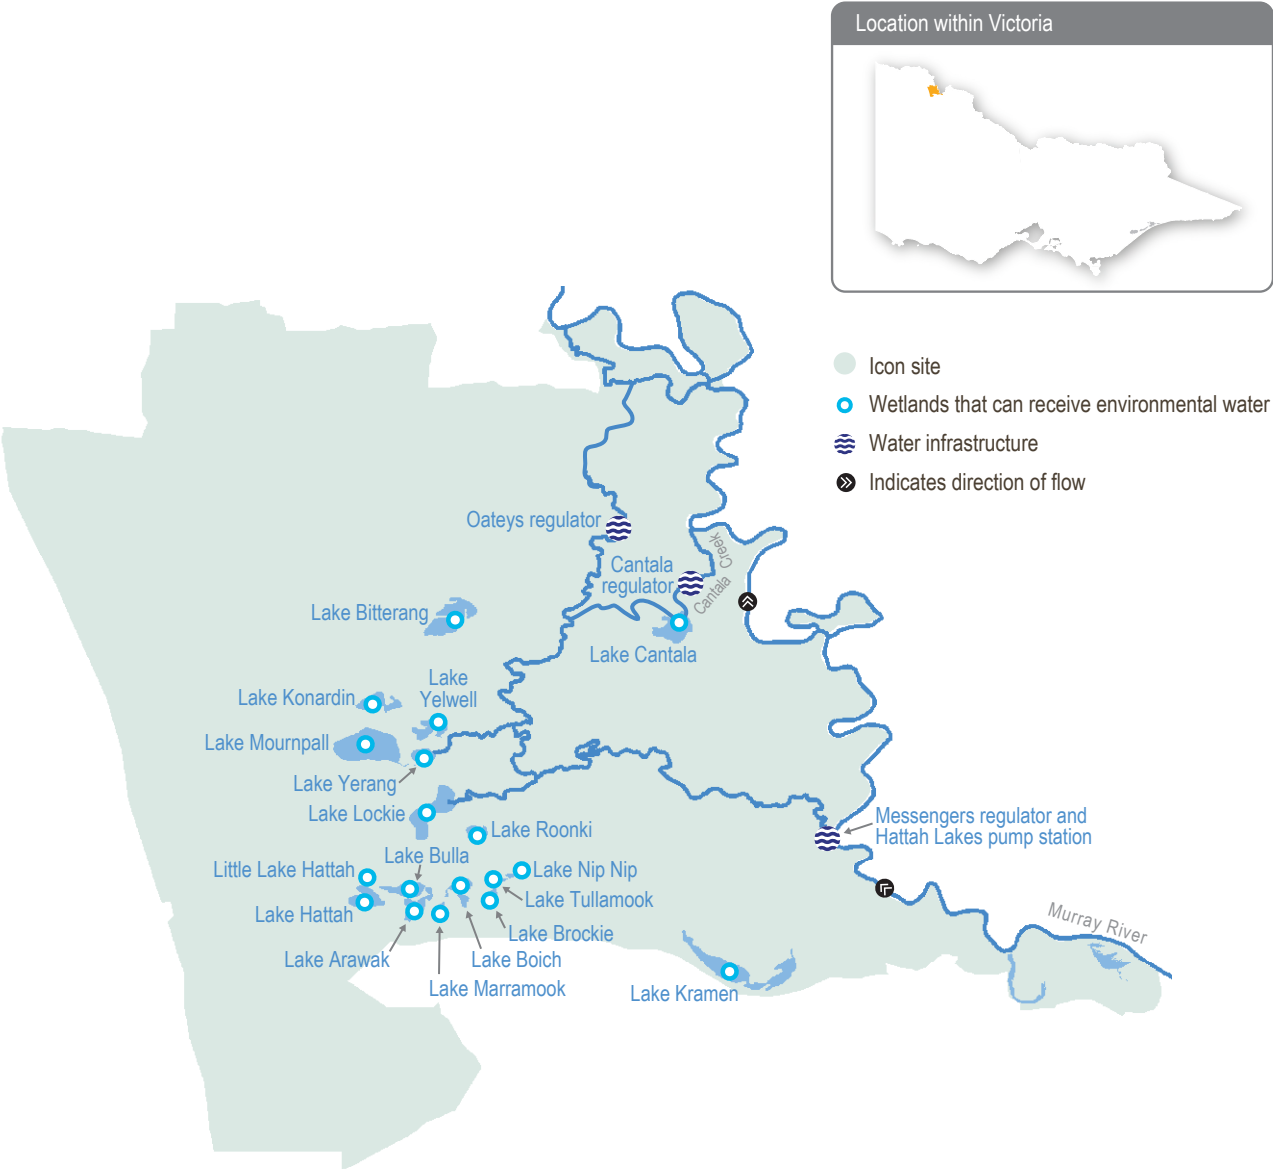 Location within Victoria
Icon site
Wetlands that can receive environmental water
Water infrastructure
Indicates direction of flow
Oateys regulator
Cantala
regulator
Cantala Creek
Lake Bitterang
Lake Cantala
Lake
Yelwell
Lake Konardin
Lake Mournpall
Lake Yerang
Lake Lockie
Messengers regulator and
Hattah Lakes pump station
Lake Roonki
Lake Bulla
Little Lake Hattah
Lake Nip Nip
Lake Tullamook
Lake Hattah
Lake Brockie
Murray River
Lake Arawak
Lake Boich
Lake Marramook
Lake Kramen